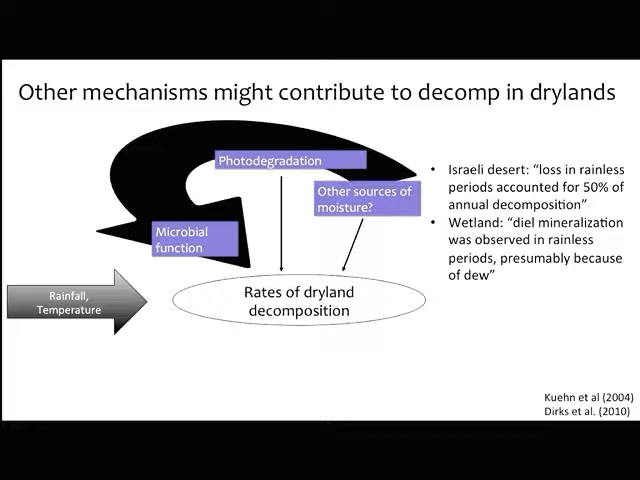 Other mechanisms might contribute to decomp in drylands
Photodegradation
Other sources of
moisture?
Microbial
function
Rainfall,
Temperature
Rates of dryland
decomposition
• Israeli desert: “loss in rainless
periods accounted for 50% of
annual decomposition”
• Wetland: “diel mineralization
was observed in rainless
periods, presumably because
of dew”
Kuehn et al (2004)
Dirks et al. (2010)